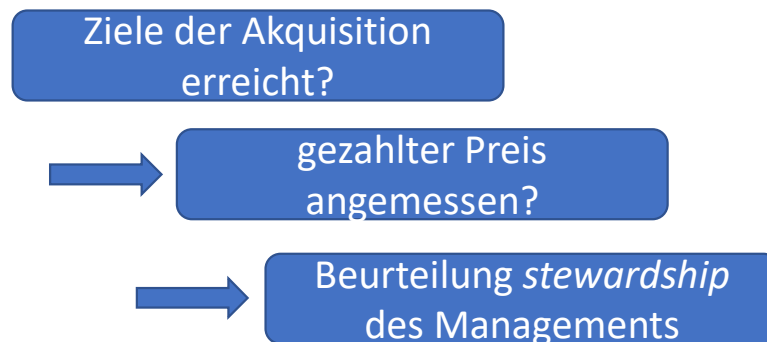 Ziele der Akquisition
erreicht?
gezahlter Preis
angemessen?
Beurteilung stewardship
des Managements